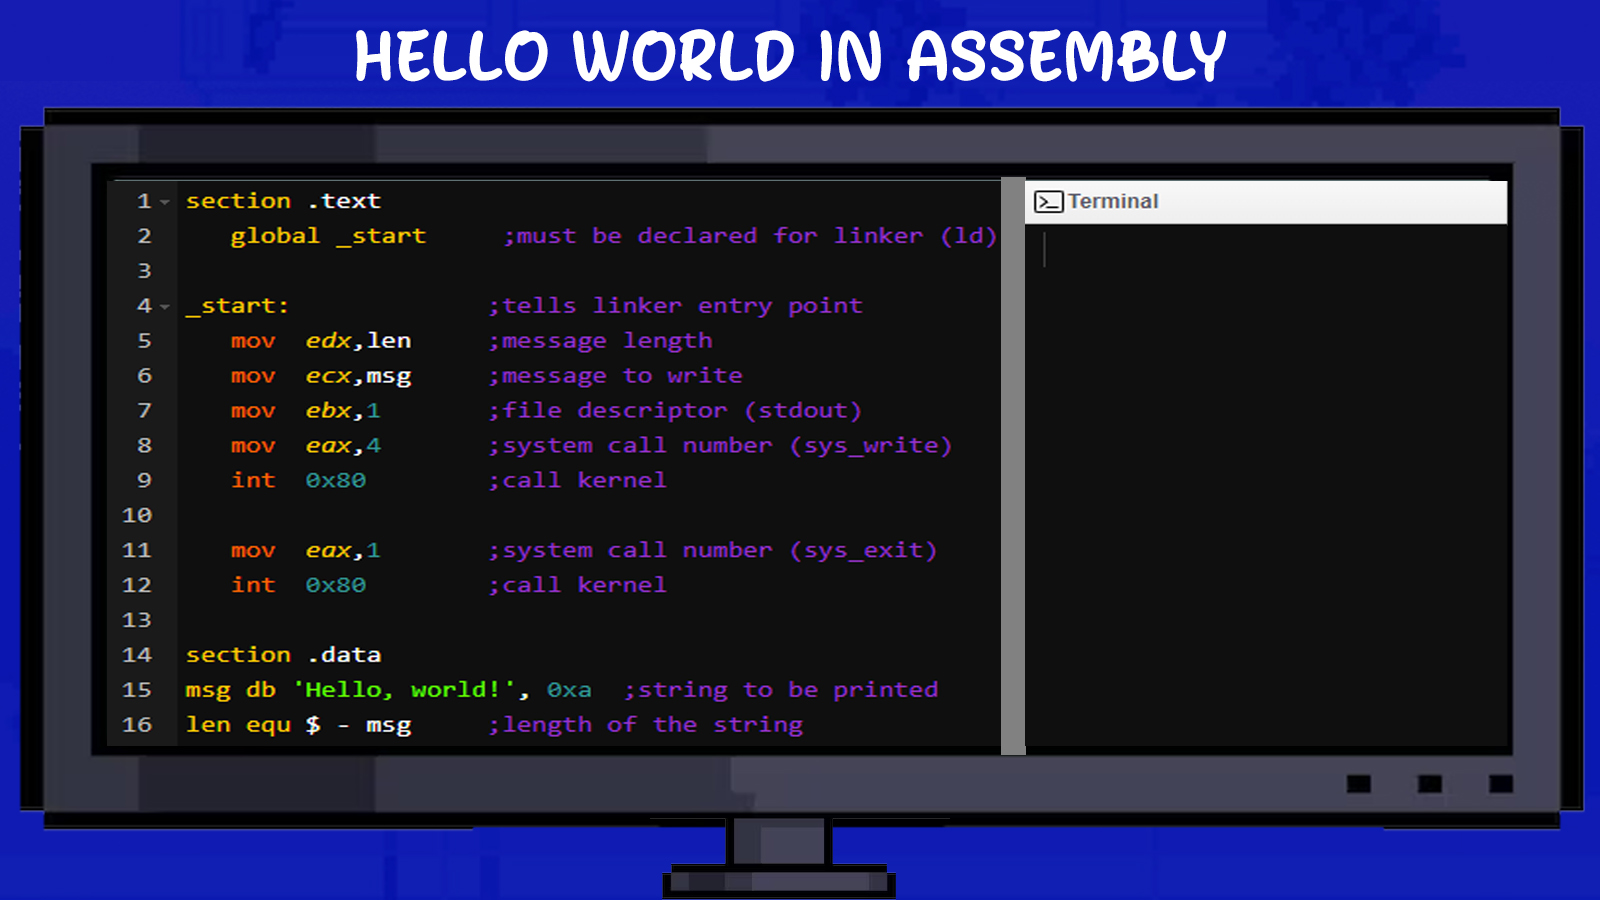 HELLO WORLD IN ASSEMBLY
1 section .text
2 global _start ;must be declared for linker (ld)
3
4 _start: ;tells linker entry point
5 mov edx,len ;message length
6 mov ecx,msg ;message to write
7 mov ebx,1 ;file descriptor (stdout)
8 mov eax,4 ;system call number (sys_write)
9 int 0x80 ;call kernel
10
11 mov eax,1 ;system call number (sys_exit)
12 int 0x80 ;call kernel
13
14 section .data
15 msg db 'Hello, world!', 0xa ;string to be printed
16 len equ $ - msg ;length of the string
>_ Terminal